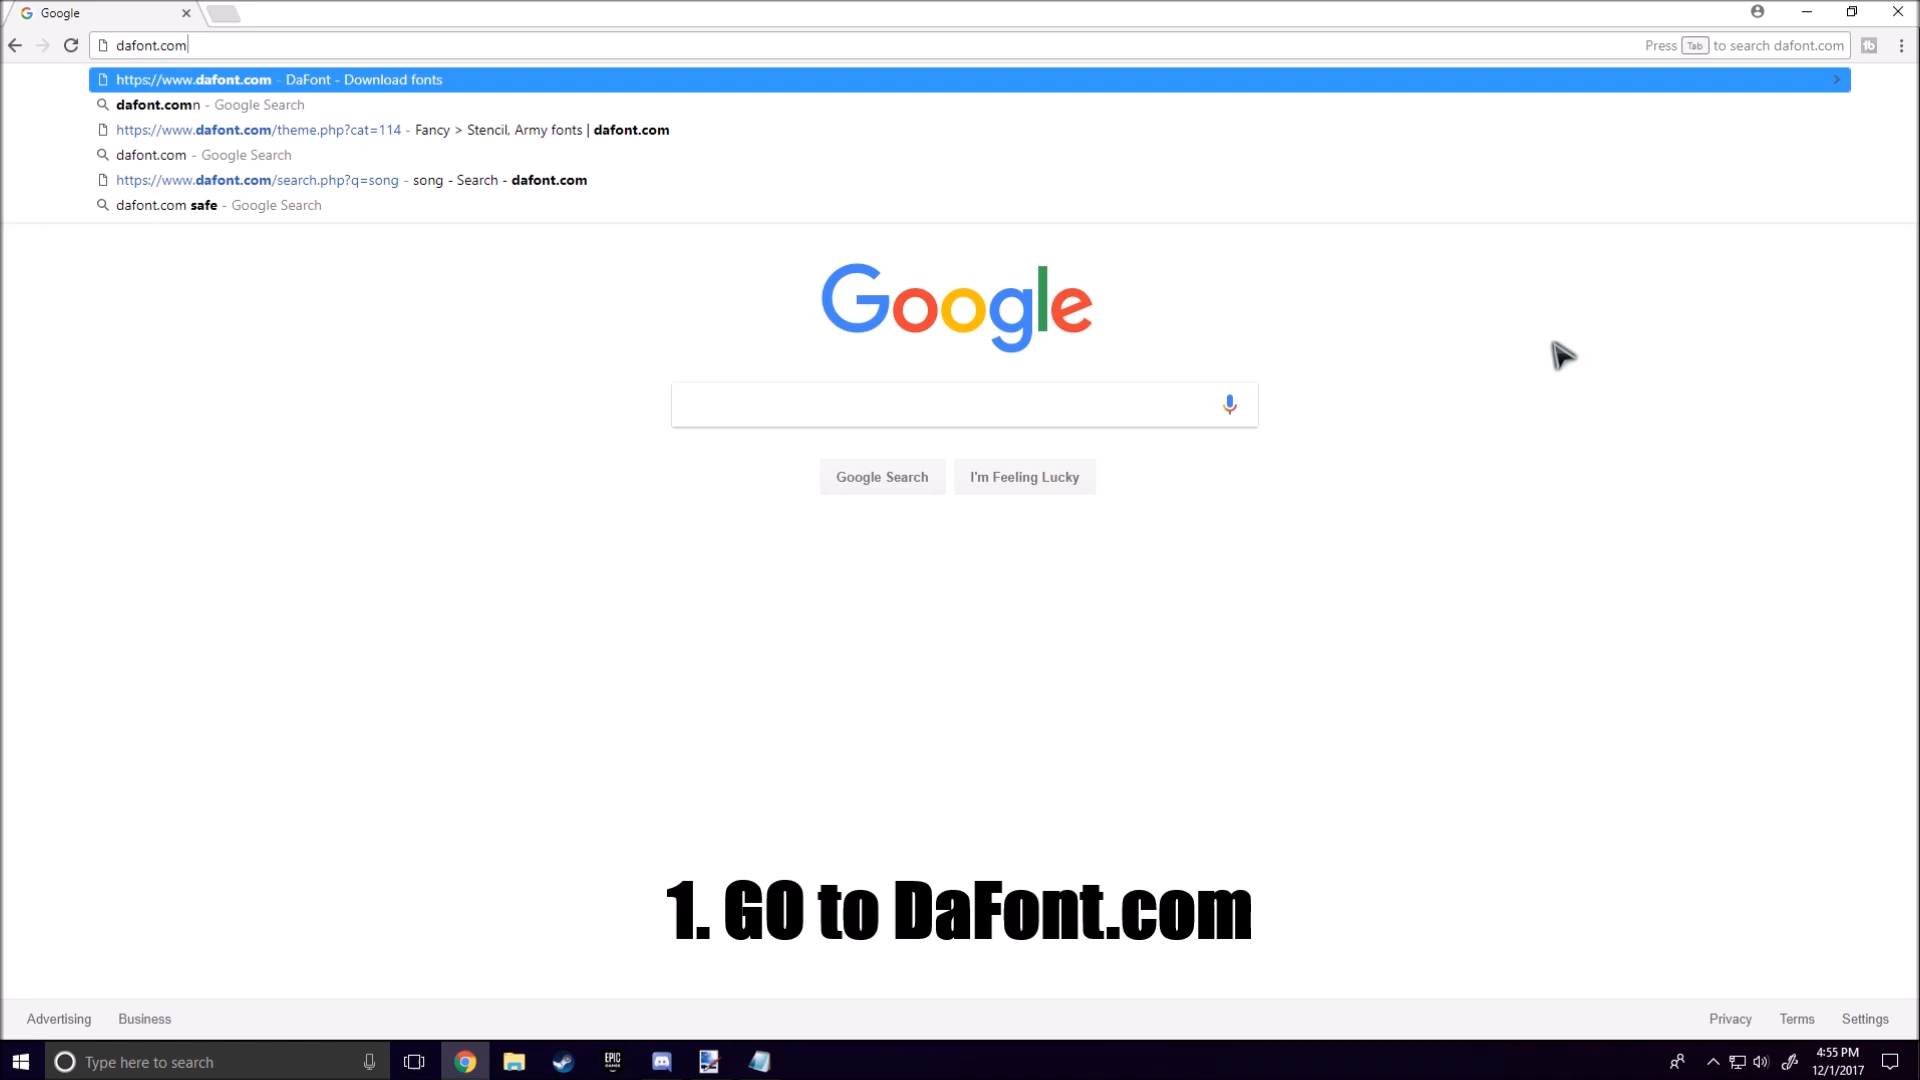 Google
dafont.com
Press Tab to search dafont.com
https://www.dafont.com - DaFont - Download fonts
dafont.comn - Google Search
https://www.dafont.com/theme.php?cat=114 - Fancy > Stencil, Army fonts | dafont.com
dafont.com - Google Search
https://www.dafont.com/search.php?q=song - song - Search - dafont.com
dafont.com safe - Google Search
Google
Google Search
I'm Feeling Lucky
1. GO to DaFont.com
Advertising
Business
Privacy
Terms
Settings
Type here to search
EPIC
GAMES
4:55 PM
12/1/2017